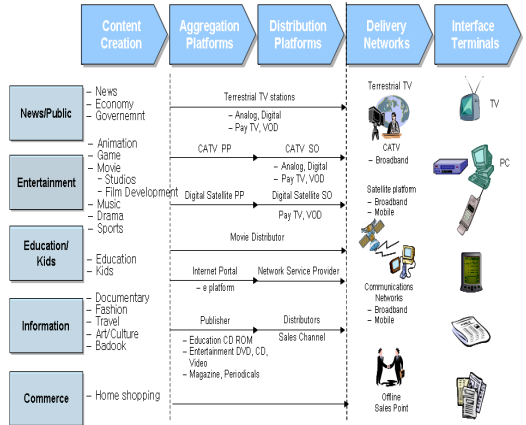 Content
Creation
Aggregation
Platforms
Distribution
Platforms
Delivery
Networks
Interface
Terminals
News/Public
– News
– Economy
– Governemnt
Terrestrial TV stations
– Analog, Digital
– Pay TV, VOD
Terrestrial TV
TV
Entertainment
– Animation
– Game
– Movie
– Studios
– Film Development
– Music
– Drama
– Sports
CATV PP
CATV SO
– Analog, Digital
– Pay TV, VOD
CATV
– Broadband
PC
Digital Satellite PP
Digital Satellite SO
Pay TV, VOD
Satellite platform
– Broadband
– Mobile
Education/
Kids
– Education
– Kids
Movie Distributor
Internet Portal
– e platform
Network Service Provider
Communications
Networks
– Broadband
– Mobile
Information
– Documentary
– Fashion
– Travel
– Art/Culture
– Badook
Publisher
– Education CD ROM
– Entertainment DVD, CD,
Video
– Magazine, Periodicals
Distributors
Sales Channel
Offline
Sales Point
Commerce
– Home shopping